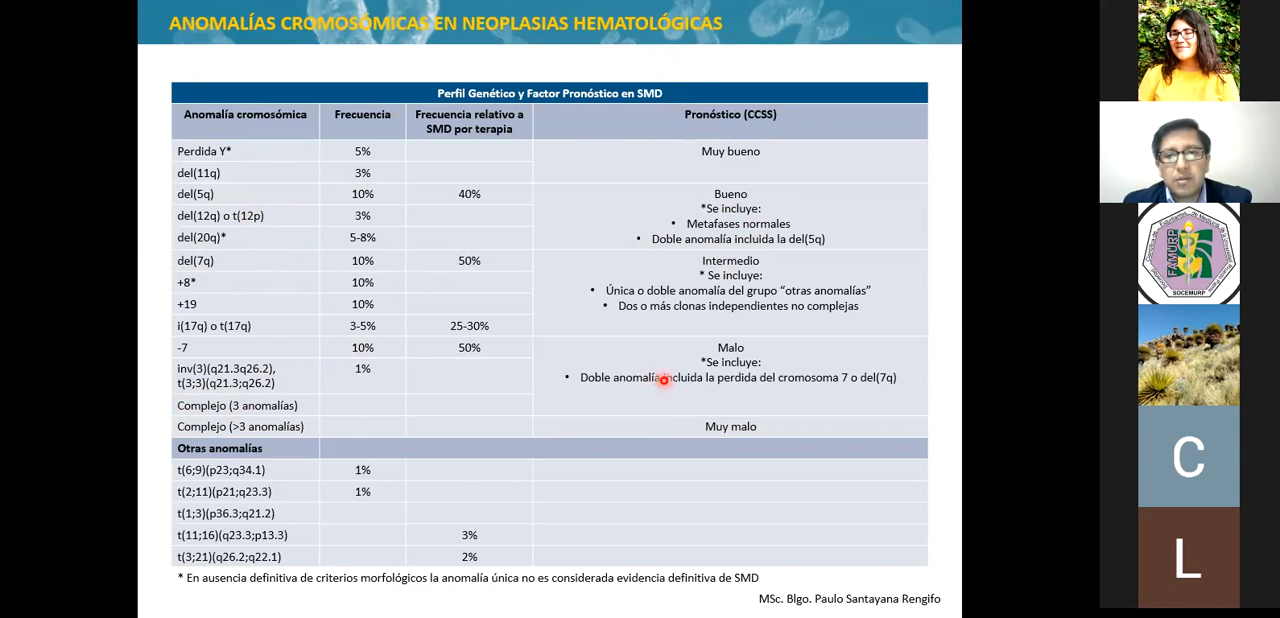 ANOMALÍAS CROMOSÓMICAS EN NEOPLASIAS HEMATOLÓGICAS
Perfil Genético y Factor Pronóstico en SMD
Anomalía cromosómica Frecuencia Frecuencia relativo a SMD por terapia Pronóstico (CCSS)
Perdida Y* 5% Muy bueno
del(11q) 3%
del(5q) 10% 40% Bueno
*Se incluye:
del(12q) o t(12p) 3%
• Metafases normales
del(20q)* 5-8%
• Doble anomalía incluida la del(5q)
del(7q) 10% 50% Intermedio
* Se incluye:
+8* 10%
• Única o doble anomalía del grupo “otras anomalías”
+19 10%
• Dos o más clonas independientes no complejas
i(17q) o t(17q) 3-5% 25-30%
-7 10% 50% Malo
*Se incluye:
inv(3)(q21.3q26.2), 1%
t(3;3)(q21.3;q26.2)
• Doble anomalía incluida la perdida del cromosoma 7 o del(7q)
Complejo (3 anomalías)
Complejo (>3 anomalías) Muy malo
Otras anomalías
t(6;9)(p23;q34.1) 1%
t(2;11)(p21;q23.3) 1%
t(1;3)(p36.3;q21.2)
t(11;16)(q23.3;p13.3) 3%
t(3;21)(q26.2;q22.1) 2%
* En ausencia definitiva de criterios morfológicos la anomalía única no es considerada evidencia definitiva de SMD
MSc. Blgo. Paulo Santayana Rengifo
FAMURP
SOCEMURP
C
L